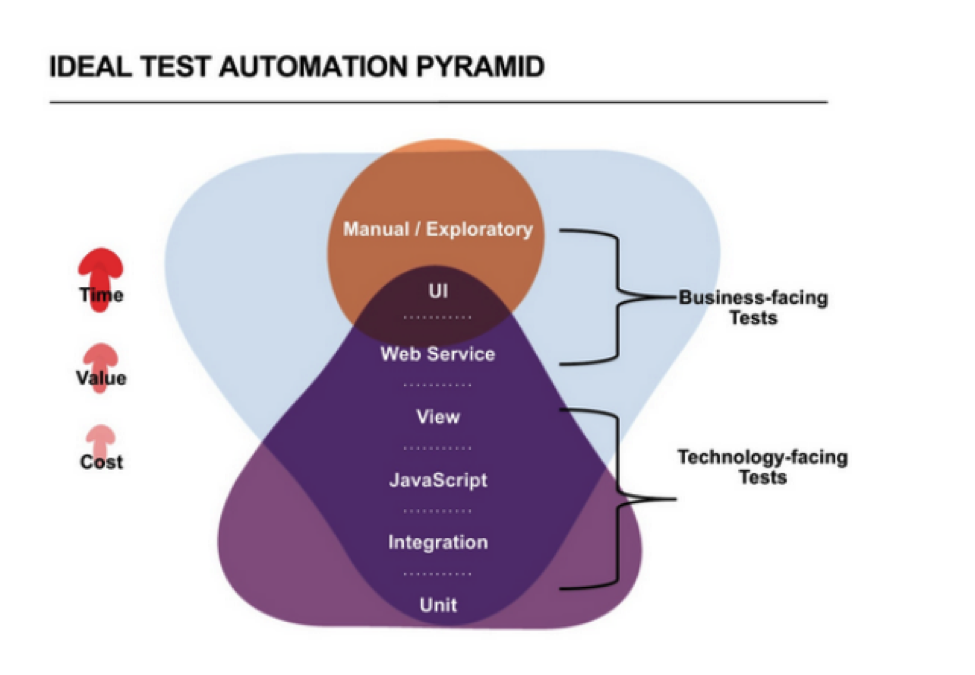 IDEAL TEST AUTOMATION PYRAMID
Manual / Exploratory
UI
Web Service
View
JavaScript
Integration
Unit
Time
Value
Cost
Business-facing
Tests
Technology-facing
Tests